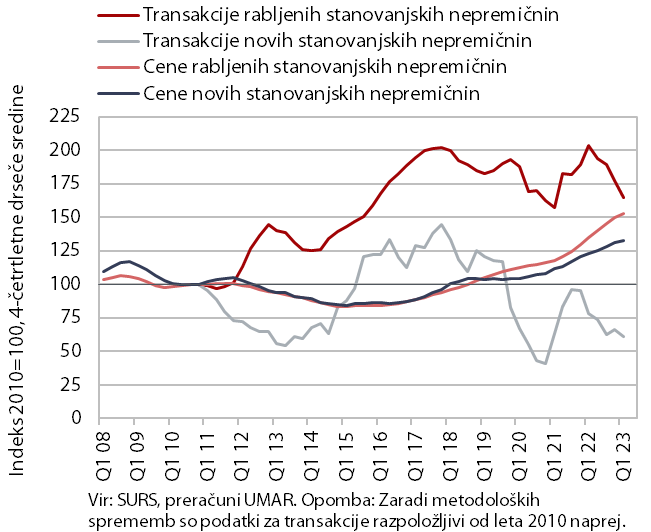 Transakcije rabljenih stanovanjskih nepremičnin
Transakcije novih stanovanjskih nepremičnin
Cene rabljenih stanovanjskih nepremičnin
Cene novih stanovanjskih nepremičnin
Indeks 2010=100, 4-četrtletne drseče sredine
225
200
175
150
125
100
75
50
25
0
Q1 08
Q1 09
Q1 10
Q1 11
Q1 12
Q1 13
Q1 14
Q1 15
Q1 16
Q1 17
Q1 18
Q1 19
Q1 20
Q1 21
Q1 22
Q1 23
Vir: SURS, preračuni UMAR. Opomba: Zaradi metodoloških
sprememb so podatki za transakcije razpoložljivi od leta 2010 naprej.